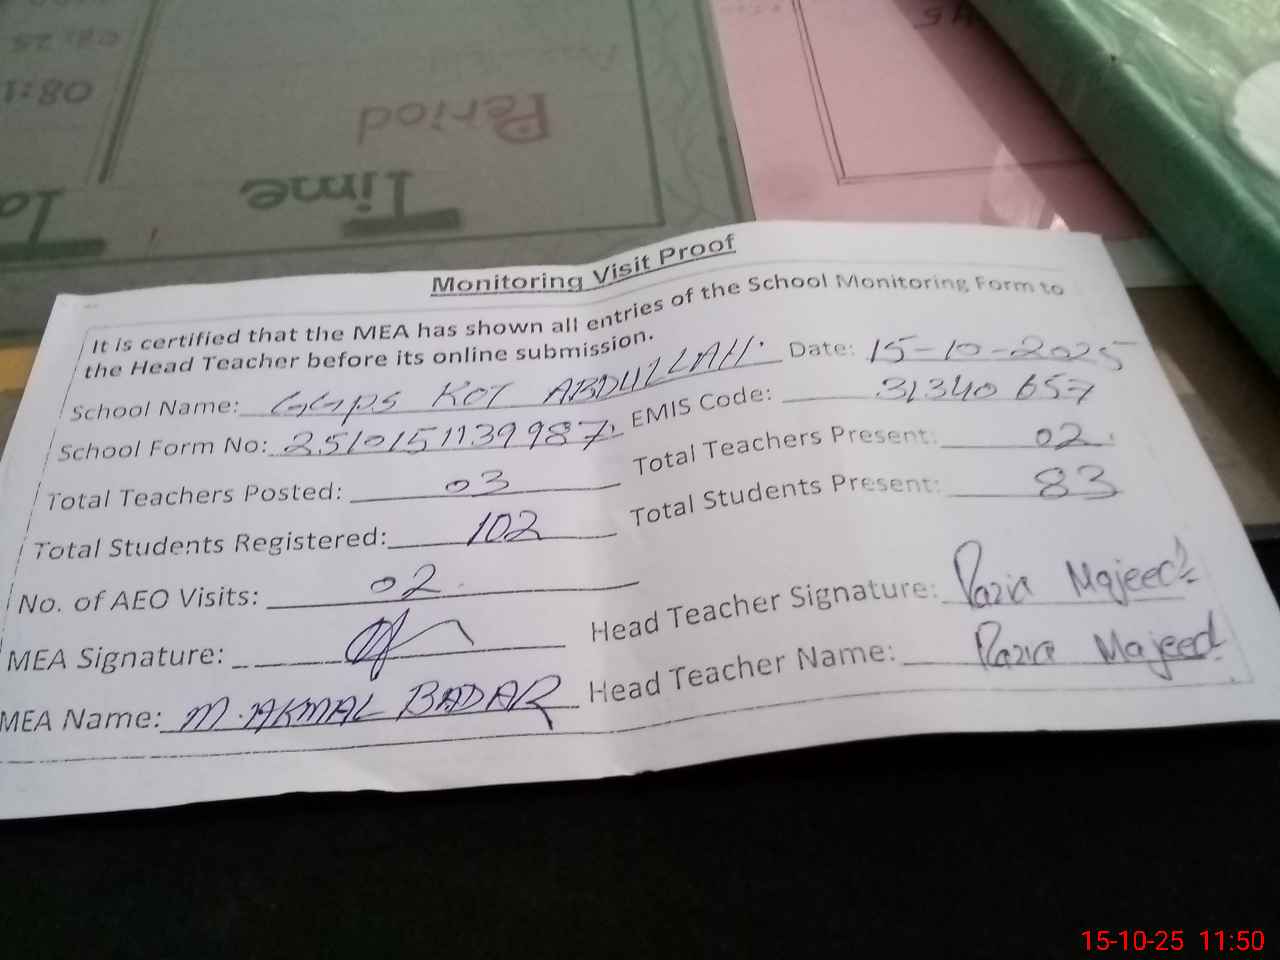 08:25
08:1
Period
Time
Monitoring Visit Proof
It is certified that the MEA has shown all entries of the School Monitoring Form to
the Head Teacher before its online submission.
School Name: GGPS KOT ABDULLAH. Date: 15-10-2025
School Form No: 2510151139987. EMIS Code: 31340657
Total Teachers Posted: 03 Total Teachers Present: 02.
Total Students Registered: 102 Total Students Present: 83
No. of AEO Visits: 02.
MEA Signature: Head Teacher Signature: Razia Majeed
MEA Name: M. AKMAL BADAR Head Teacher Name: Razia Majeed
15-10-25 11:50